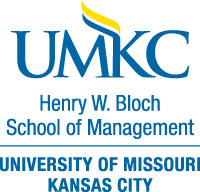 UMKC
Henry W. Bloch
School of Management
UNIVERSITY OF MISSOURI
KANSAS CITY